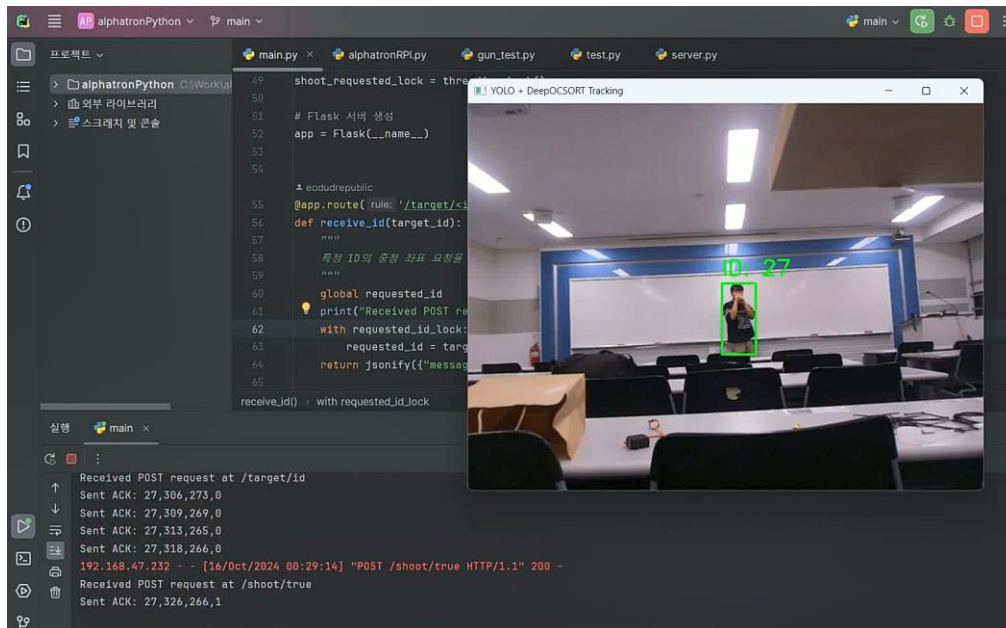 AP alphatronPython main
main
프로젝트
main.py alphatronRPI.py gun_test.py test.py server.py
alphatronPython C:\Work\al
외부 라이브러리
스크래치 및 콘솔
49 shoot_requested_lock =
50
51 # Flask 서버 생성
52 app = Flask(__name__)
53
54
eodudrepublic
55 @app.route( rule: '/target/<i
56 def receive_id(target_id):
57 """
58 특정 ID의 중점 좌표 요청을
59 """
60 global requested_id
61 print("Received POST re
62 with requested_id_lock:
63 requested_id = targ
64 return jsonify({"messag
65
receive_id() › with requested_id_lock
YOLO + DeepOCSORT Tracking
ID: 27
실행 main
Received POST request at /target/id
Sent ACK: 27,306,273,0
Sent ACK: 27,309,269,0
Sent ACK: 27,313,265,0
Sent ACK: 27,318,266,0
192.168.47.232 - - [16/Oct/2024 00:29:14] "POST /shoot/true HTTP/1.1" 200 -
Received POST request at /shoot/true
Sent ACK: 27,326,266,1